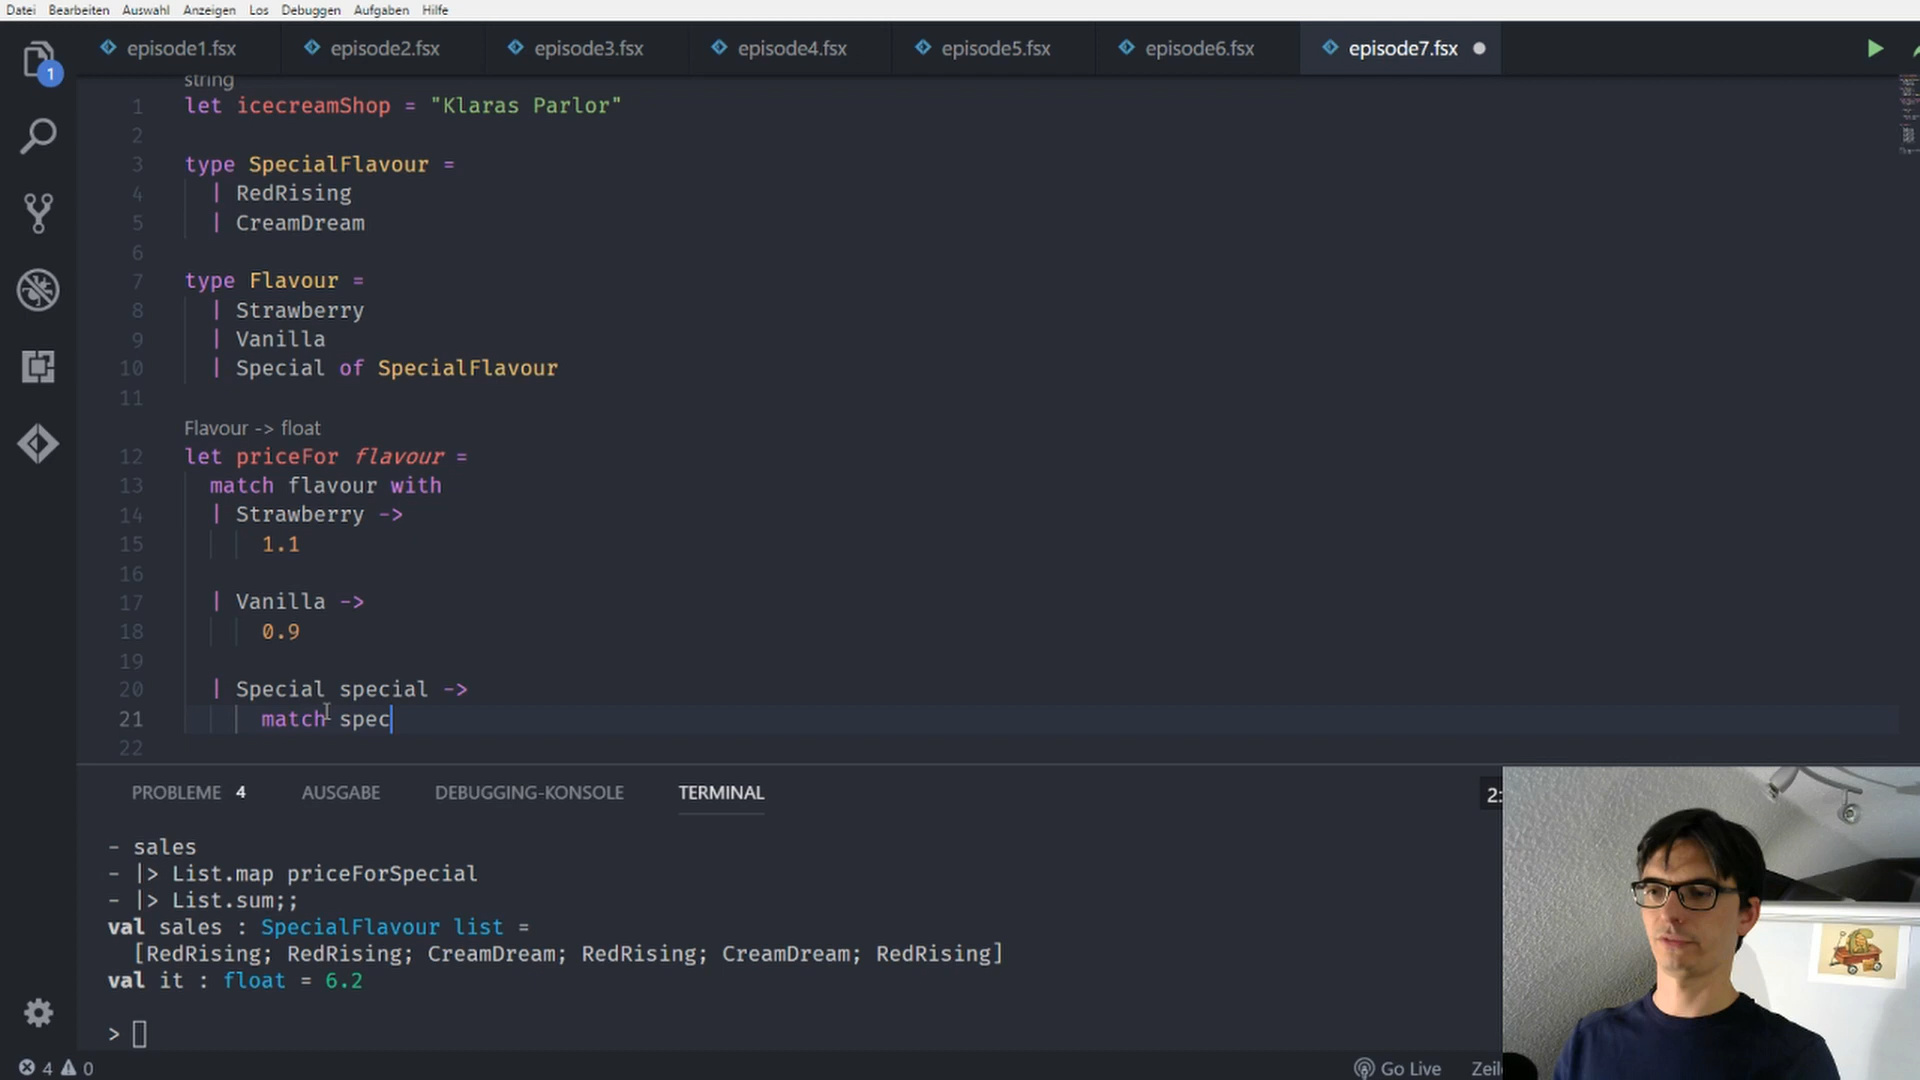 Datei Bearbeiten Auswahl Anzeigen Los Debuggen Aufgaben Hilfe
1
episode1.fsx episode2.fsx episode3.fsx episode4.fsx episode5.fsx episode6.fsx episode7.fsx
string
1 let icecreamShop = "Klaras Parlor"
2
3 type SpecialFlavour =
4 | RedRising
5 | CreamDream
6
7 type Flavour =
8 | Strawberry
9 | Vanilla
10 | Special of SpecialFlavour
11
Flavour -> float
12 let priceFor flavour =
13 match flavour with
14 | Strawberry ->
15 1.1
16
17 | Vanilla ->
18 0.9
19
20 | Special special ->
21 match spec
22
PROBLEME 4 AUSGABE DEBUGGING-KONSOLE TERMINAL 2:
- sales
- |> List.map priceForSpecial
- |> List.sum;;
val sales : SpecialFlavour list =
[RedRising; RedRising; CreamDream; RedRising; CreamDream; RedRising]
val it : float = 6.2
>
4 0 Go Live Zeil